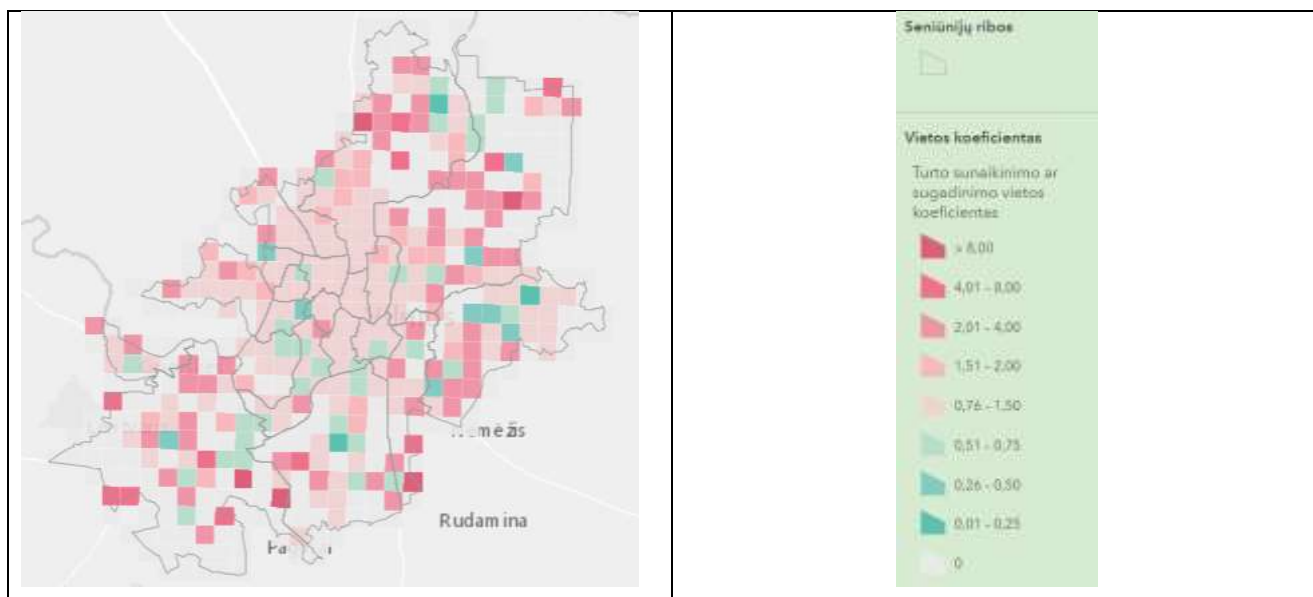 Nemėžis
Rudamina
Seniūnijų ribos
Vietos koeficientas
Turto sunaikinimo ar
sugadinimo vietos
koeficientas
> 8,00
4,01 - 8,00
2,01 - 4,00
1,51 - 2,00
0,76 - 1,50
0,51 - 0,75
0,26 - 0,50
0,01 - 0,25
0